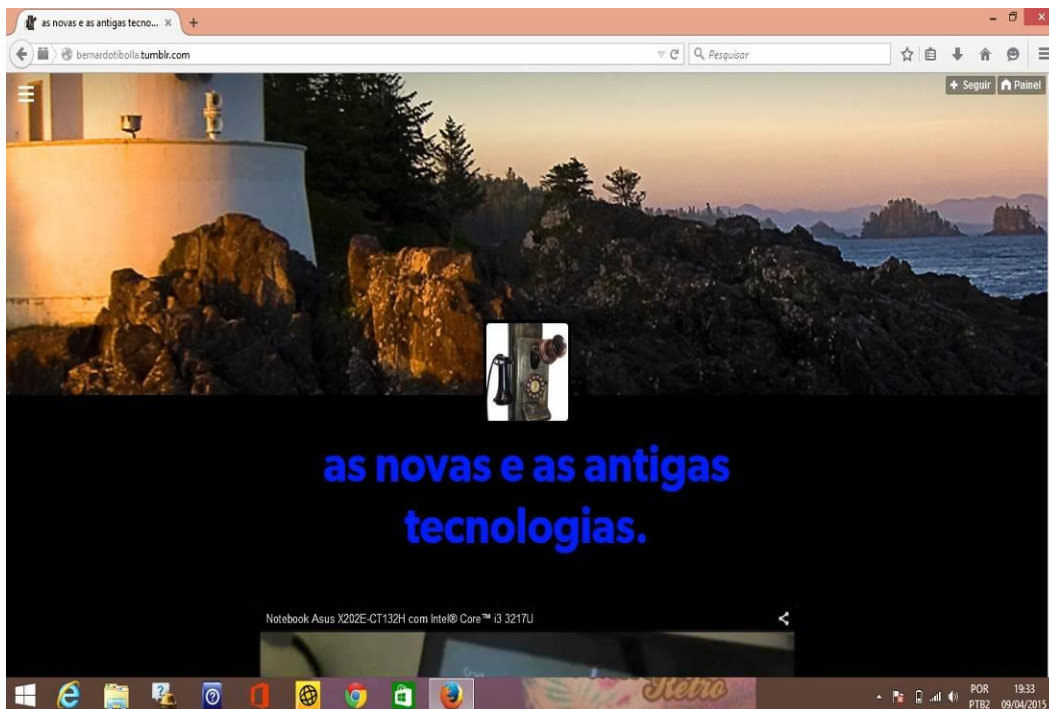 as novas e as antigas tecno...
bernardotibolla.tumblr.com
Pesquisar
Seguir
Painel
as novas e as antigas
tecnologias.
Notebook Asus X202E-CT132H com Intel® Core™ i3 3217U
Retro
POR
19:33
PTB2
09/04/2015